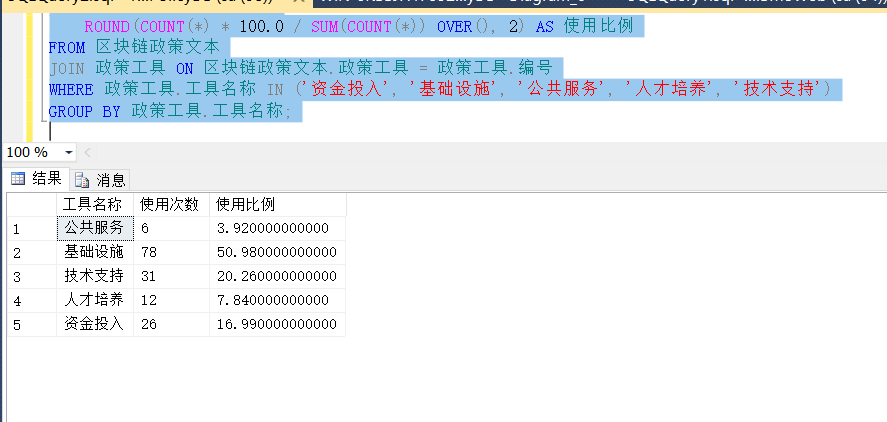 ROUND(COUNT(*) * 100.0 / SUM(COUNT(*)) OVER(), 2) AS 使用比例
FROM 区块链政策文本
JOIN 政策工具 ON 区块链政策文本.政策工具 = 政策工具.编号
WHERE 政策工具.工具名称 IN ('资金投入', '基础设施', '公共服务', '人才培养', '技术支持')
GROUP BY 政策工具.工具名称;
100 %
结果 消息
工具名称 使用次数 使用比例
1 公共服务 6 3.920000000000
2 基础设施 78 50.980000000000
3 技术支持 31 20.260000000000
4 人才培养 12 7.840000000000
5 资金投入 26 16.990000000000